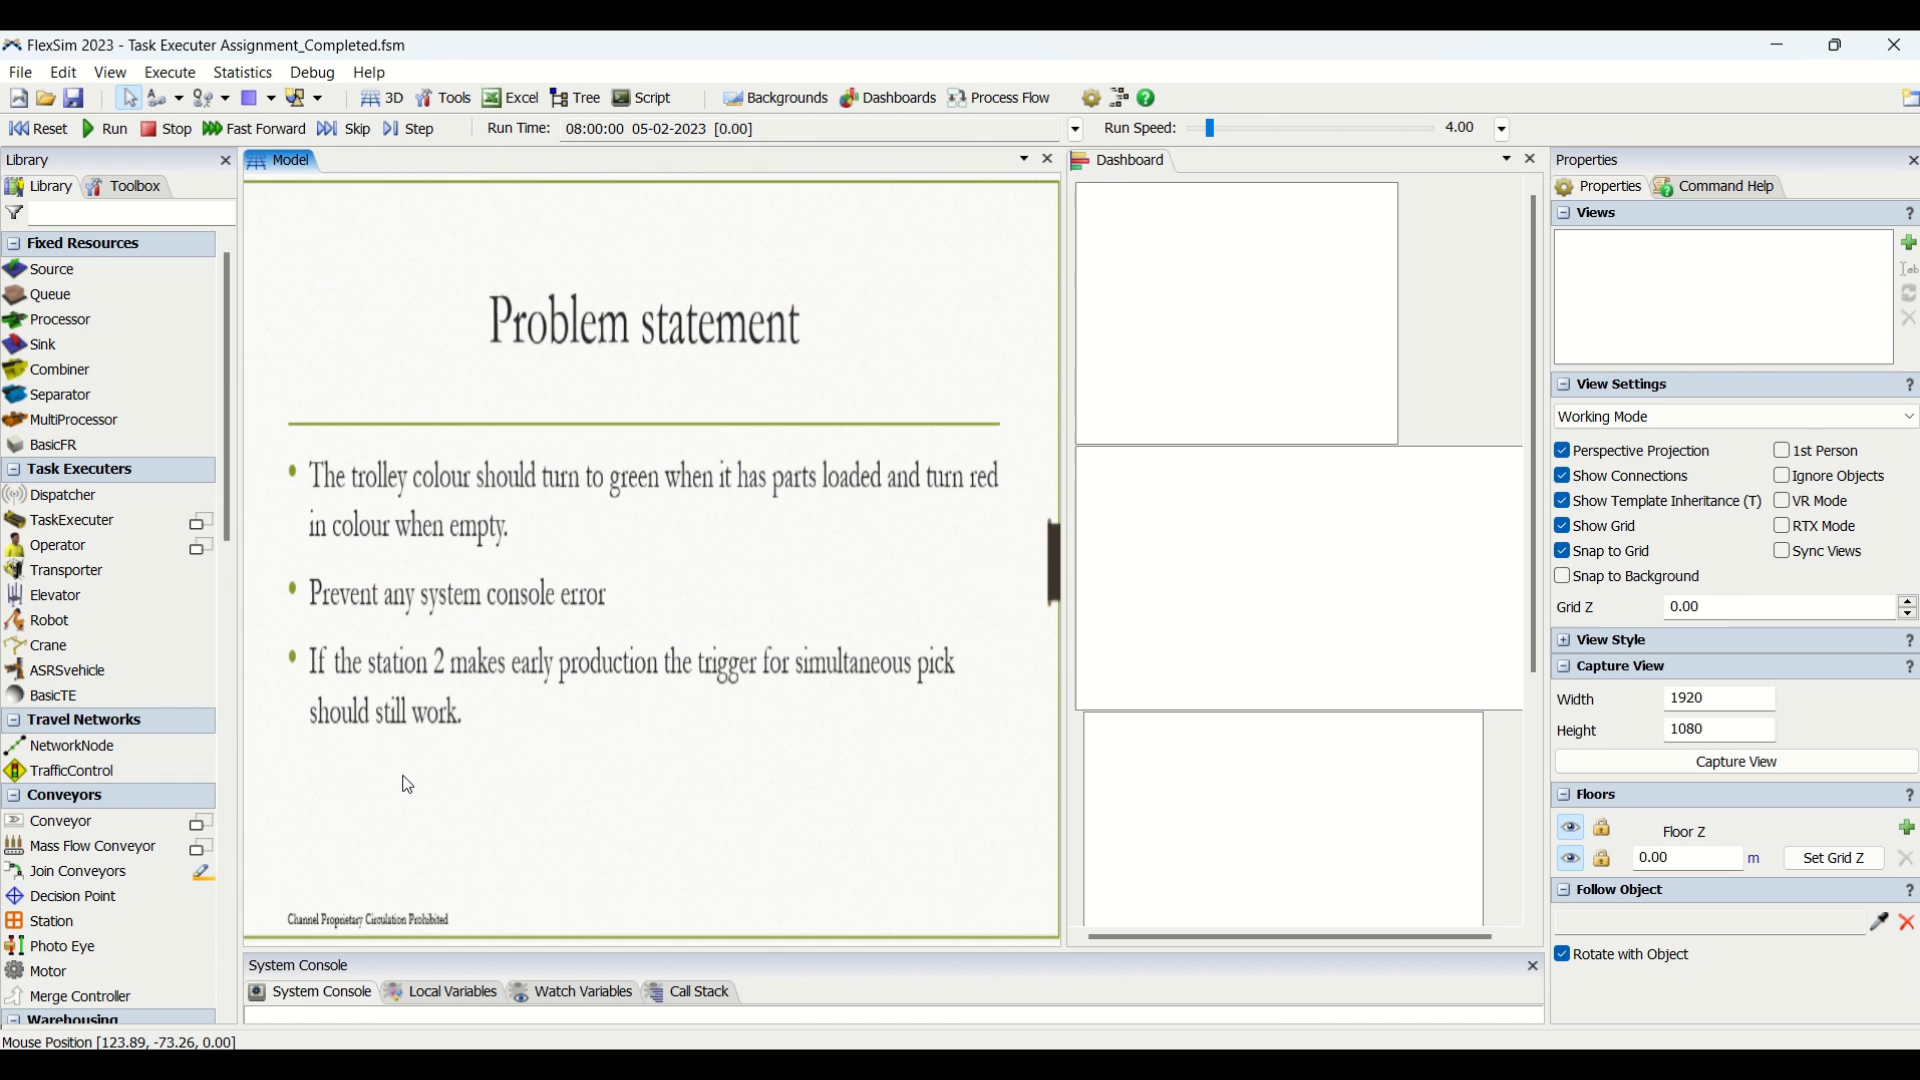 FlexSim 2023 - Task Executer Assignment_Completed.fsm
File Edit View Execute Statistics Debug Help
3D Tools Excel Tree Script Backgrounds Dashboards Process Flow
Reset Run Stop Fast Forward Skip Step Run Time: 08:00:00 05-02-2023 [0.00] Run Speed: 4.00
Library
Library Toolbox
Fixed Resources
Source
Queue
Processor
Sink
Combiner
Separator
MultiProcessor
BasicFR
Task Executers
Dispatcher
TaskExecuter
Operator
Transporter
Elevator
Robot
Crane
ASRSvehicle
BasicTE
Travel Networks
NetworkNode
TrafficControl
Conveyors
Conveyor
Mass Flow Conveyor
Join Conveyors
Decision Point
Station
Photo Eye
Motor
Merge Controller
Warehousing
Model
Problem statement
• The trolley colour should turn to green when it has parts loaded and turn red
in colour when empty.
• Prevent any system console error
• If the station 2 makes early production the trigger for simultaneous pick
should still work.
Channel Proprietary Circulation Prohibited
Dashboard
System Console
System Console Local Variables Watch Variables Call Stack
Properties
Properties Command Help
Views ?
ab
View Settings ?
Working Mode
Perspective Projection 1st Person
Show Connections Ignore Objects
Show Template Inheritance (T) VR Mode
Show Grid RTX Mode
Snap to Grid Sync Views
Snap to Background
Grid Z 0.00
View Style ?
Capture View ?
Width 1920
Height 1080
Capture View
Floors ?
Floor Z
0.00 m Set Grid Z
Follow Object ?
Rotate with Object
Mouse Position [123.89, -73.26, 0.00]